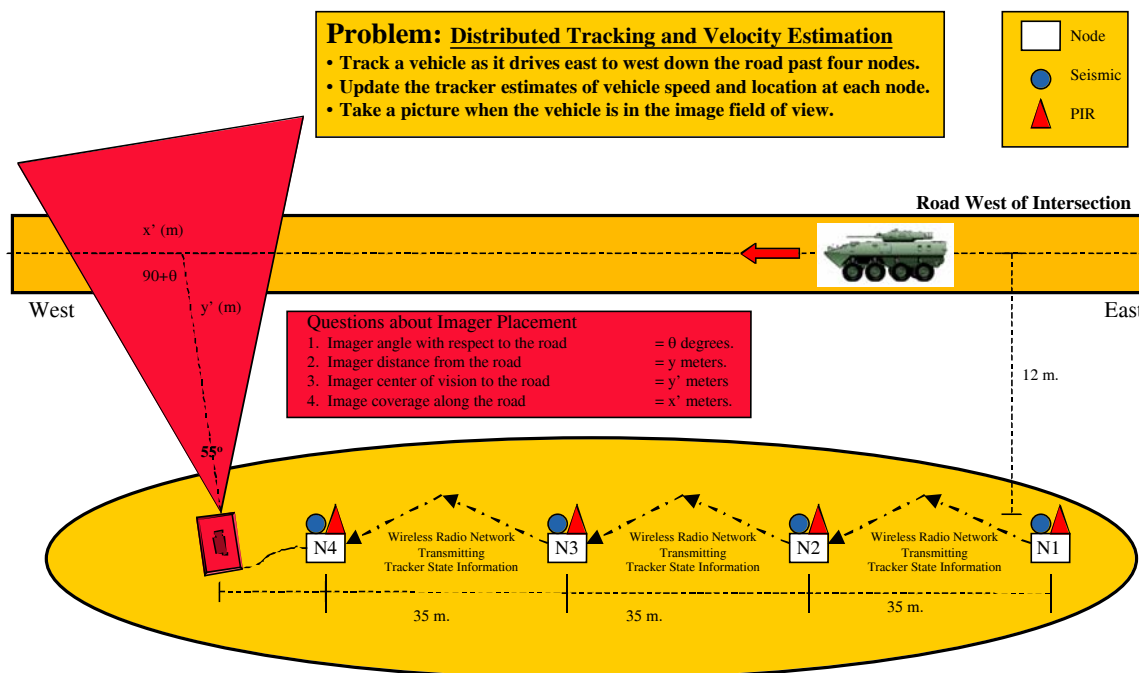 Problem: Distributed Tracking and Velocity Estimation
• Track a vehicle as it drives east to west down the road past four nodes.
• Update the tracker estimates of vehicle speed and location at each node.
• Take a picture when the vehicle is in the image field of view.
Node
Seismic
PIR
Road West of Intersection
x' (m)
90+θ
y' (m)
West
East
12 m.
Questions about Imager Placement
1. Imager angle with respect to the road = θ degrees.
2. Imager distance from the road = y meters.
3. Imager center of vision to the road = y' meters
4. Image coverage along the road = x' meters.
55º
N4
Wireless Radio Network
Transmitting
Tracker State Information
N3
Wireless Radio Network
Transmitting
Tracker State Information
N2
Wireless Radio Network
Transmitting
Tracker State Information
N1
35 m.
35 m.
35 m.